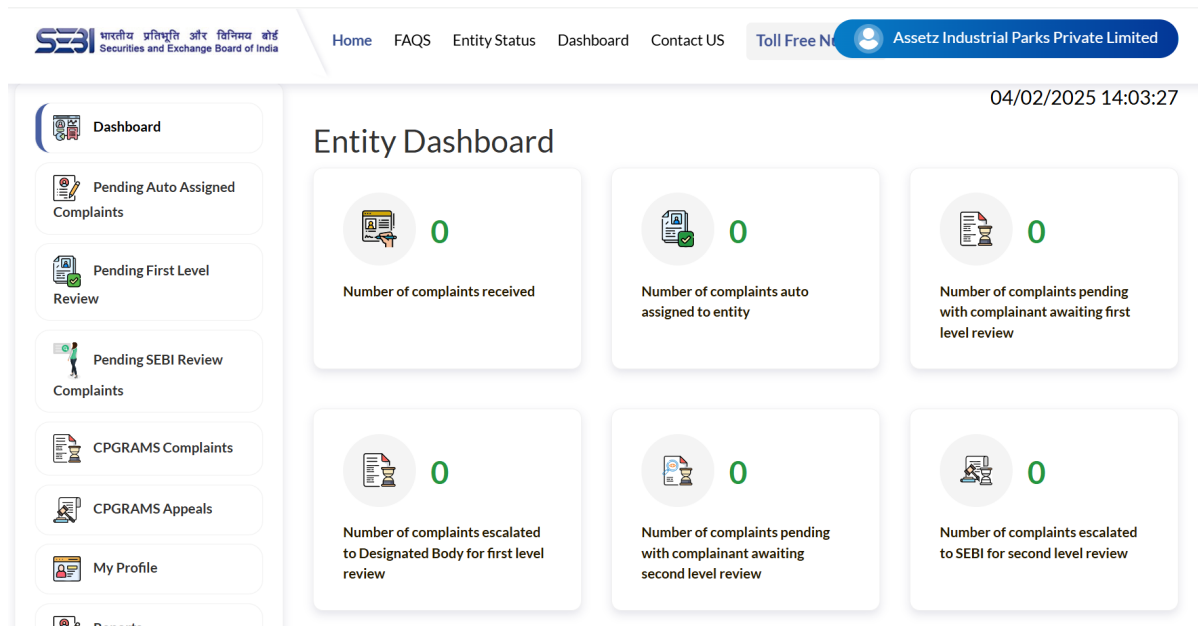 भारतीय प्रतिभूति और विनिमय बोर्ड
Securities and Exchange Board of India
Home FAQS Entity Status Dashboard Contact US Toll Free
Assetz Industrial Parks Private Limited
04/02/2025 14:03:27
Dashboard
Pending Auto Assigned
Complaints
Pending First Level
Review
Pending SEBI Review
Complaints
CPGRAMS Complaints
CPGRAMS Appeals
My Profile
Entity Dashboard
0
Number of complaints received
0
Number of complaints auto
assigned to entity
0
Number of complaints pending
with complainant awaiting first
level review
0
Number of complaints escalated
to Designated Body for first level
review
0
Number of complaints pending
with complainant awaiting
second level review
0
Number of complaints escalated
to SEBI for second level review